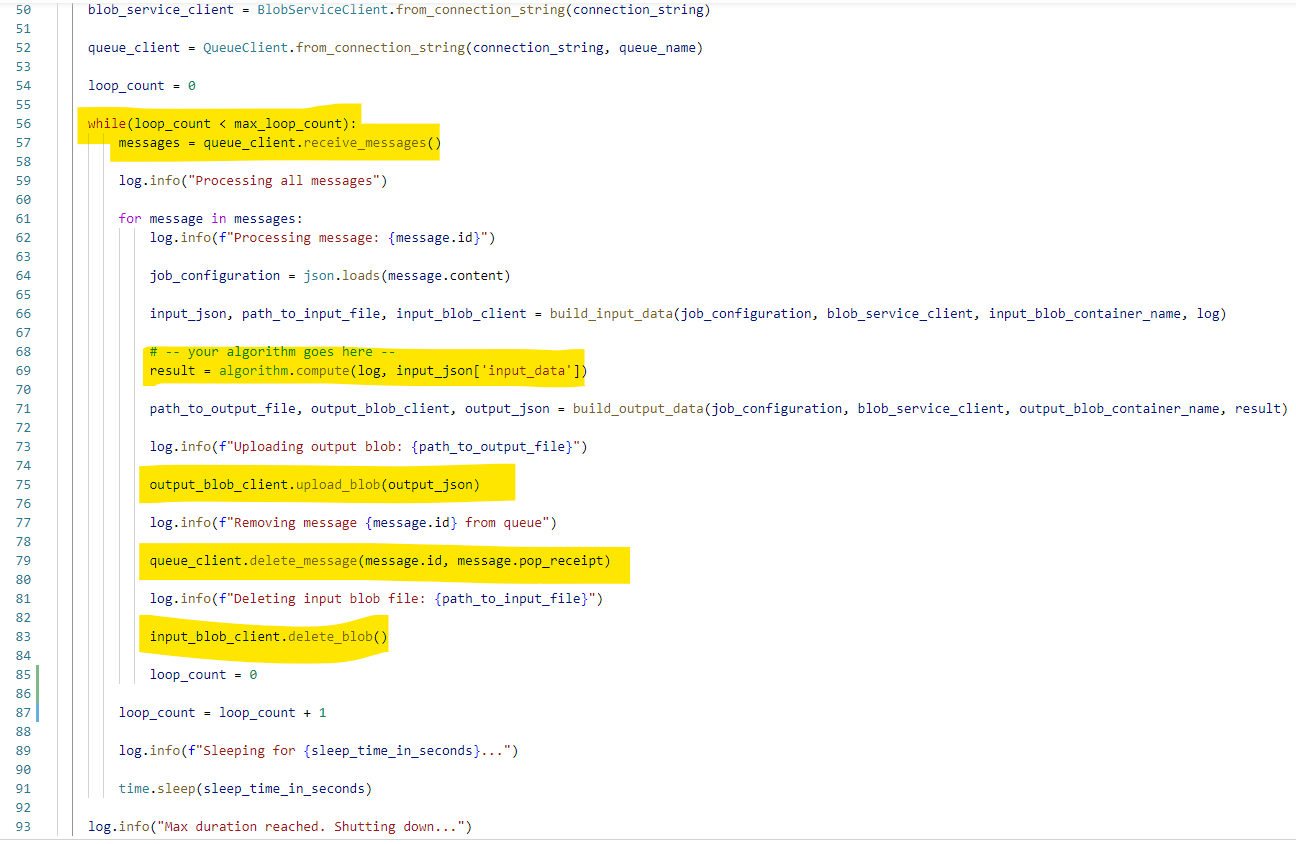 50 blob_service_client = BlobServiceClient.from_connection_string(connection_string)
51
52 queue_client = QueueClient.from_connection_string(connection_string, queue_name)
53
54 loop_count = 0
55
56 while(loop_count < max_loop_count):
57 messages = queue_client.receive_messages()
58
59 log.info("Processing all messages")
60
61 for message in messages:
62 log.info(f"Processing message: {message.id}")
63
64 job_configuration = json.loads(message.content)
65
66 input_json, path_to_input_file, input_blob_client = build_input_data(job_configuration, blob_service_client, input_blob_container_name, log)
67
68 # -- your algorithm goes here --
69 result = algorithm.compute(log, input_json['input_data'])
70
71 path_to_output_file, output_blob_client, output_json = build_output_data(job_configuration, blob_service_client, output_blob_container_name, result)
72
73 log.info(f"Uploading output blob: {path_to_output_file}")
74
75 output_blob_client.upload_blob(output_json)
76
77 log.info(f"Removing message {message.id} from queue")
78
79 queue_client.delete_message(message.id, message.pop_receipt)
80
81 log.info(f"Deleting input blob file: {path_to_input_file}")
82
83 input_blob_client.delete_blob()
84
85 loop_count = 0
86
87 loop_count = loop_count + 1
88
89 log.info(f"Sleeping for {sleep_time_in_seconds}...")
90
91 time.sleep(sleep_time_in_seconds)
92
93 log.info("Max duration reached. Shutting down...")